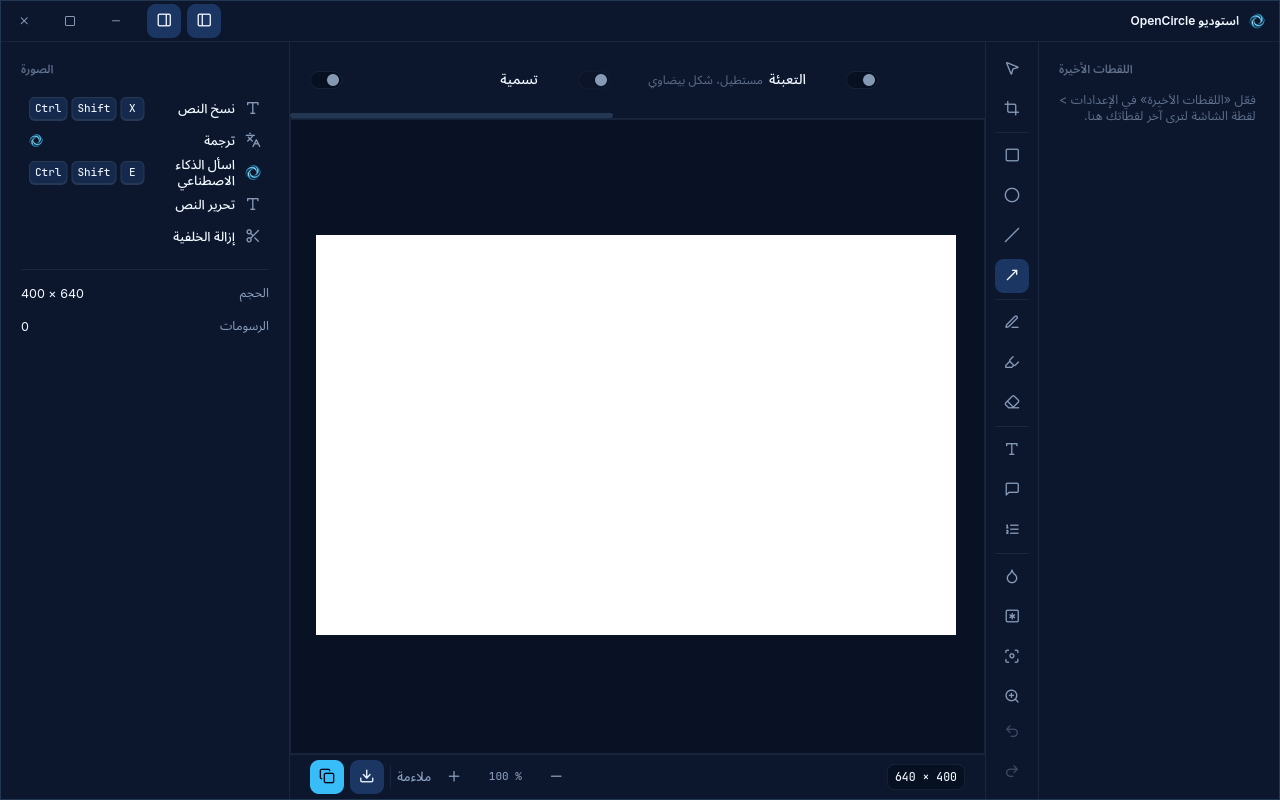 استوديو OpenCircle
اللقطات الأخيرة
فعّل «اللقطات الأخيرة» في الإعدادات >
لقطة الشاشة لترى آخر لقطاتك هنا.
التعبئة مستطيل، شكل بيضاوي
تسمية
640 × 400
100 %
ملاءمة
الصورة
نسخ النص Ctrl Shift X
ترجمة
اسأل الذكاء
الاصطناعي Ctrl Shift E
تحرير النص
إزالة الخلفية
الحجم 640 × 400
الرسومات 0